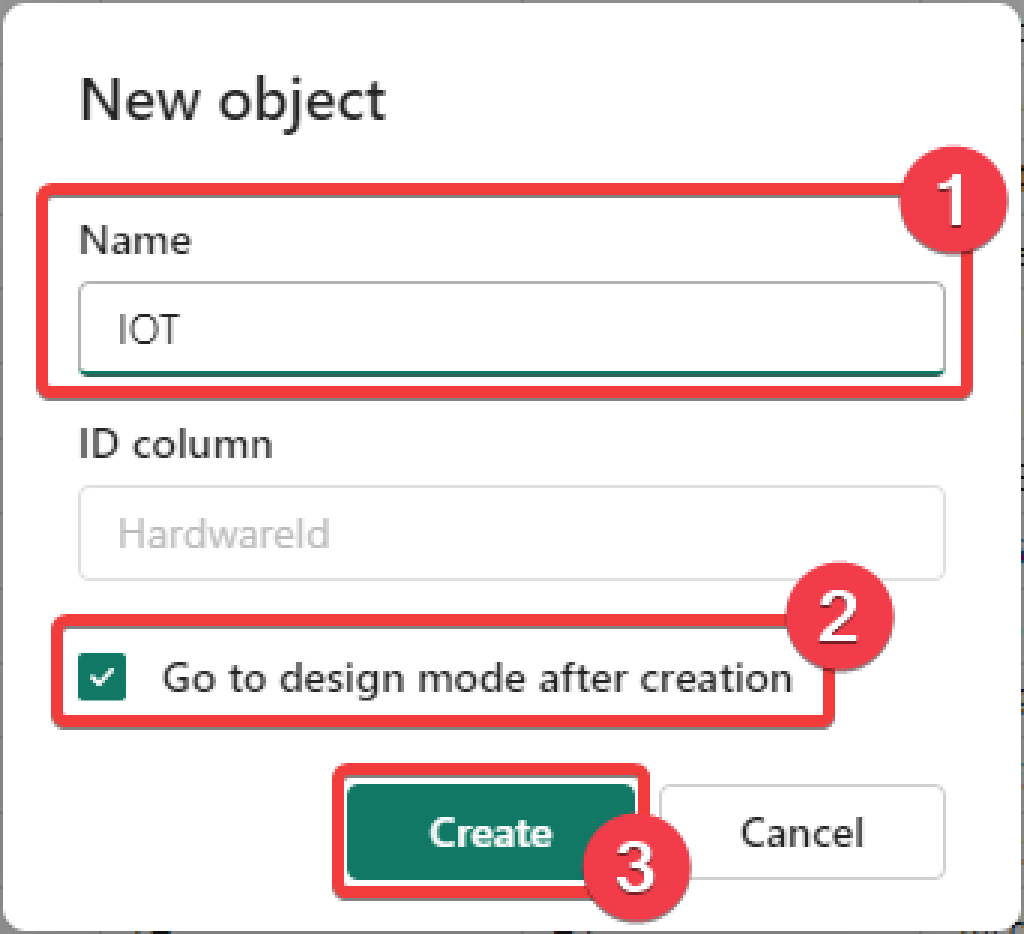 New object
1
Name
IOT
ID column
HardwareId
2
Go to design mode after creation
Create
Cancel
3